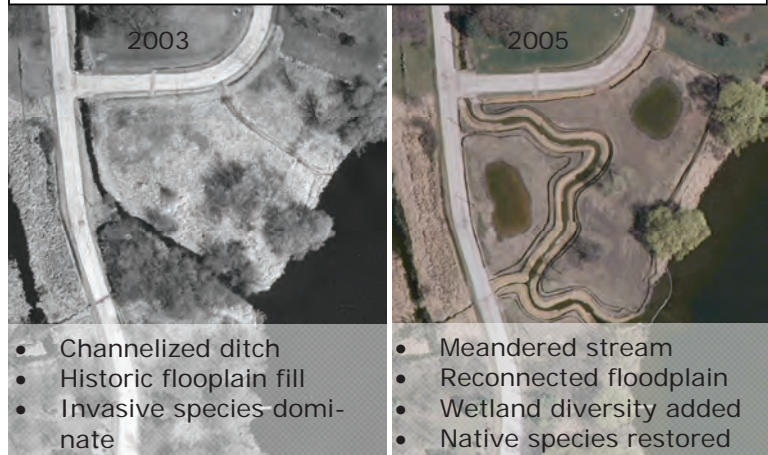 2003
• Channelized ditch
• Historic flooplain fill
• Invasive species domi-
nate
2005
• Meandered stream
• Reconnected floodplain
• Wetland diversity added
• Native species restored